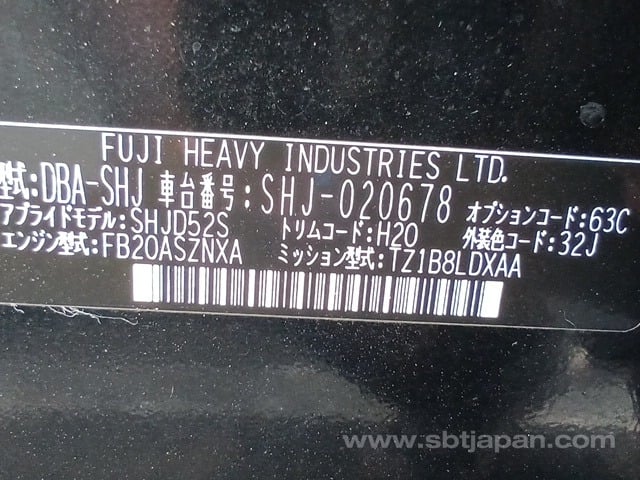 FUJI HEAVY INDUSTRIES LTD.
型式:DBA-SHJ 車台番号:SHJ-020678 オプションコード:63C
アプライドモデル:SHJD52S トリムコード:H20 外装色コード:32J
エンジン型式:FB20ASZNXA ミッション型式:TZ1B8LDXAA
www.sbtjapan.com